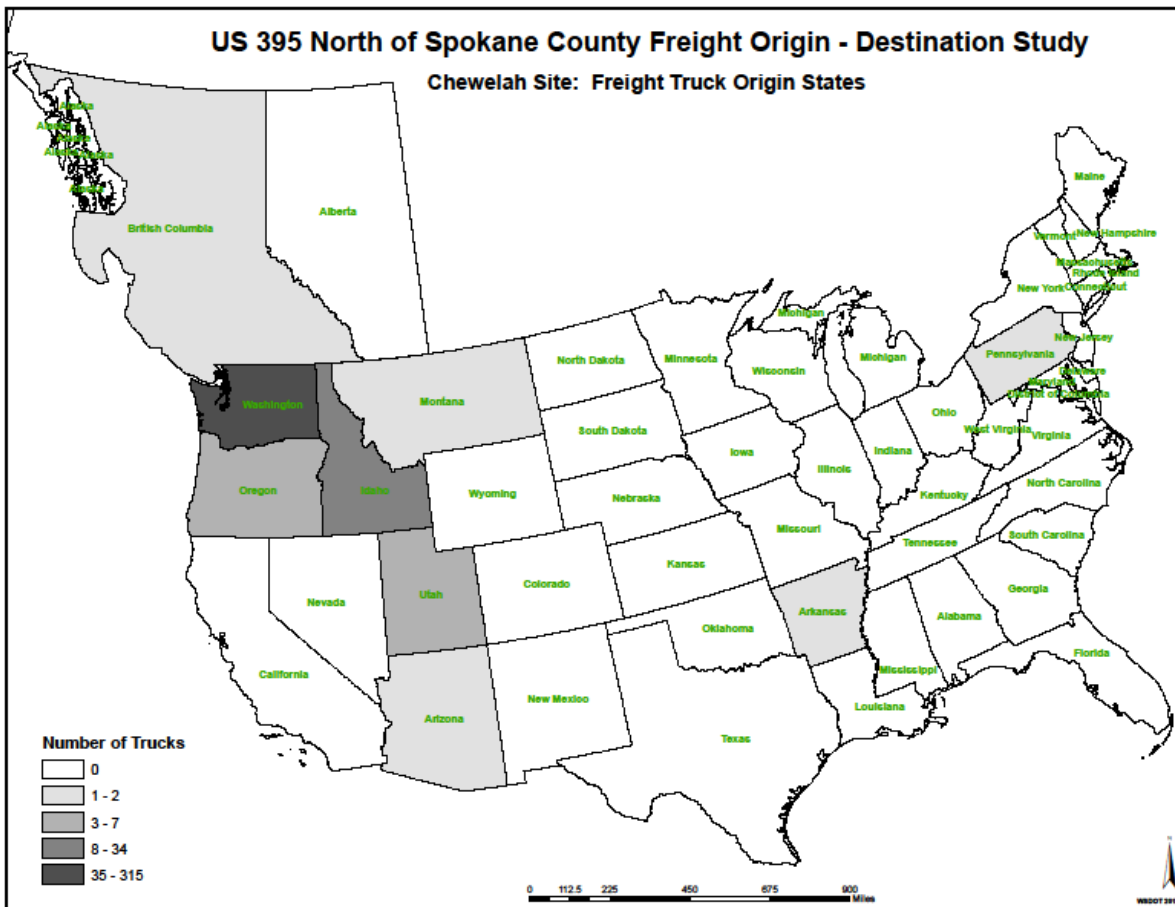 US 395 North of Spokane County Freight Origin - Destination Study
Chewelah Site: Freight Truck Origin States
Alaska
Alaska
Alaska
Alaska
Alaska
Alaska
British Columbia
Alberta
Maine
Vermont
New Hampshire
Massachusetts
Rhode Island
Connecticut
New York
Michigan
Michigan
New Jersey
Pennsylvania
Delaware
Maryland
District of Columbia
North Dakota
Minnesota
Wisconsin
Washington
Montana
Idaho
Oregon
Wyoming
South Dakota
Iowa
Illinois
Indiana
Ohio
West Virginia
Virginia
Nebraska
Kentucky
North Carolina
Missouri
Tennessee
South Carolina
Nevada
Utah
Colorado
Kansas
Arkansas
Georgia
Alabama
Oklahoma
Mississippi
Florida
California
Arizona
New Mexico
Texas
Louisiana
Number of Trucks
0
1 - 2
3 - 7
8 - 34
35 - 315
0 112.5 225 450 675 900
Miles